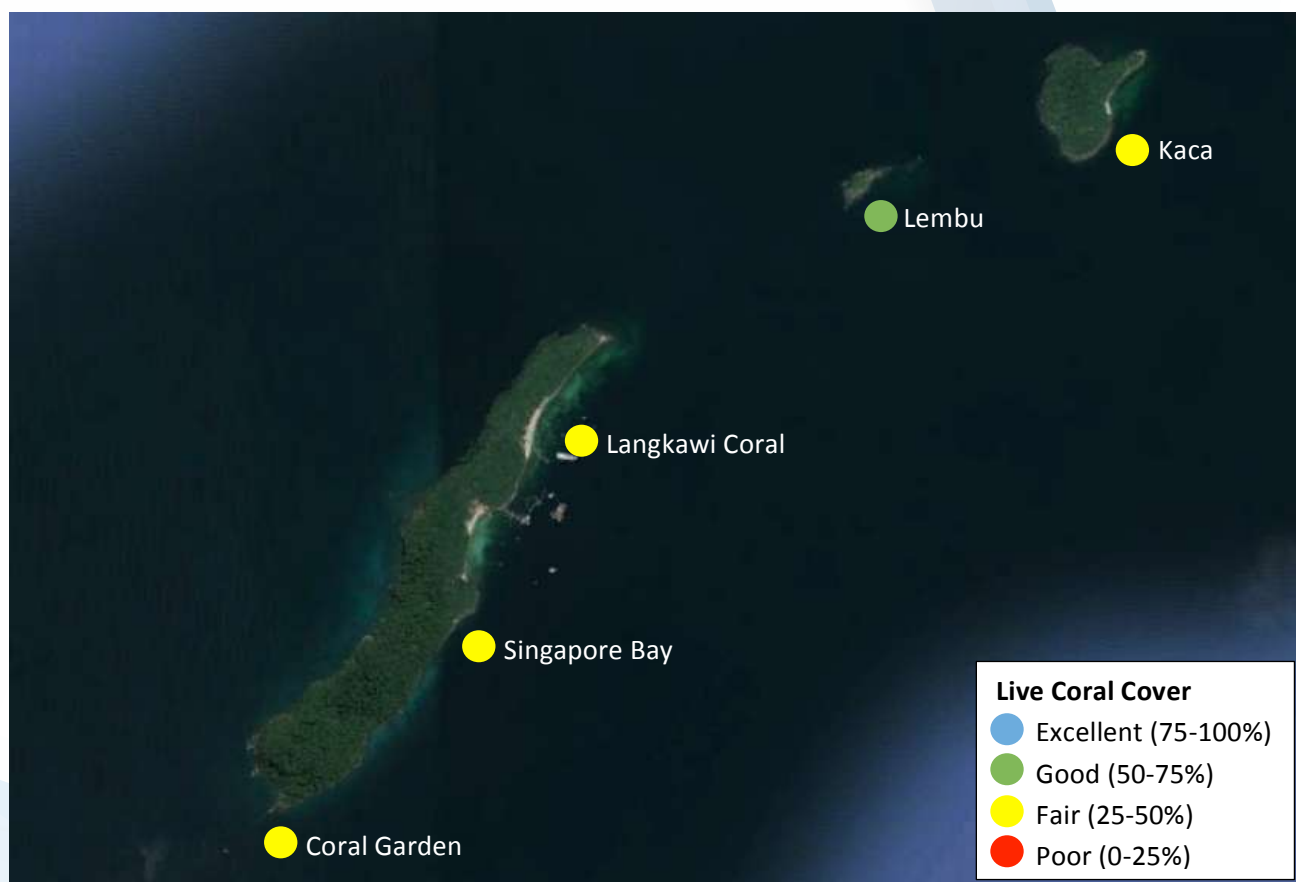 Kaca
Lembu
Langkawi Coral
Singapore Bay
Coral Garden
Live Coral Cover
Excellent (75-100%)
Good (50-75%)
Fair (25-50%)
Poor (0-25%)